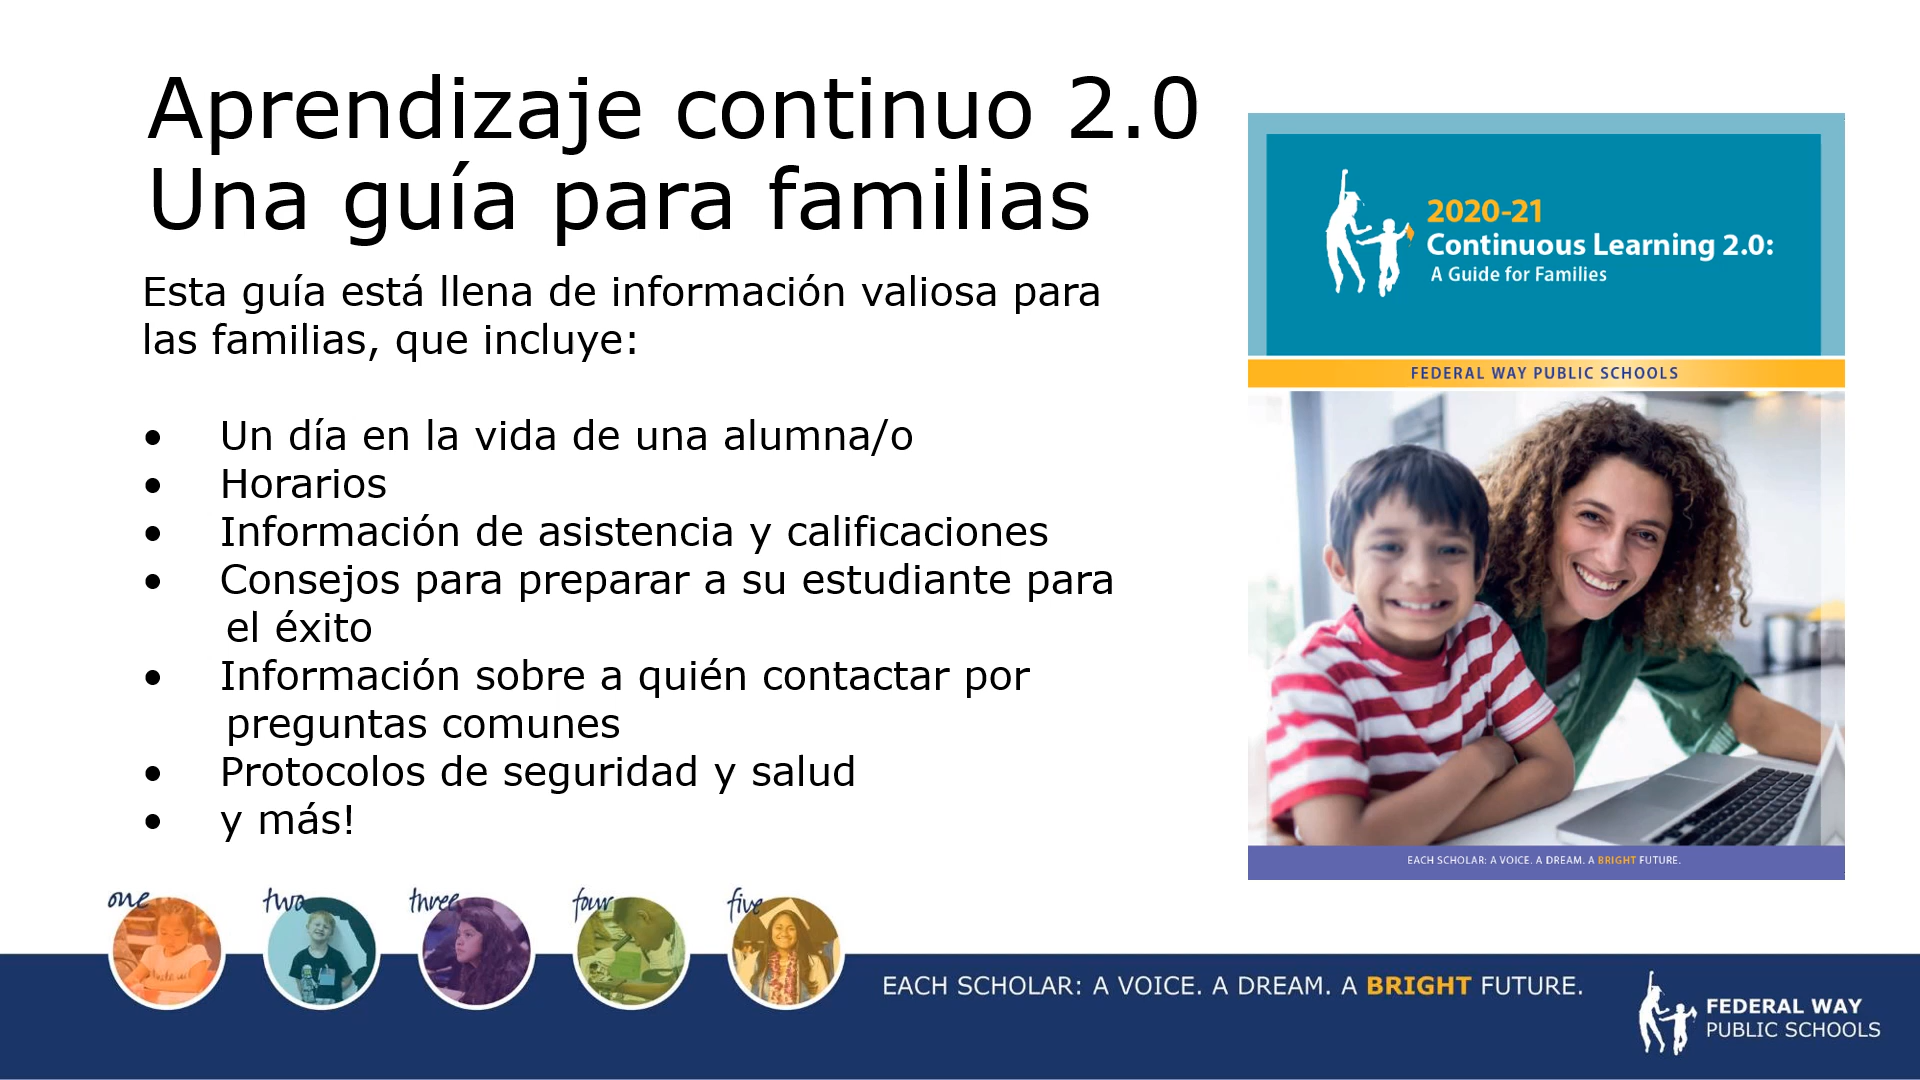 Aprendizaje continuo 2.0
Una guía para familias
Esta guía está llena de información valiosa para
las familias, que incluye:
• Un día en la vida de una alumna/o
• Horarios
• Información de asistencia y calificaciones
• Consejos para preparar a su estudiante para
el éxito
• Información sobre a quién contactar por
preguntas comunes
• Protocolos de seguridad y salud
• y más!
2020-21
Continuous Learning 2.0:
A Guide for Families
FEDERAL WAY PUBLIC SCHOOLS
EACH SCHOLAR: A VOICE. A DREAM. A BRIGHT FUTURE.
one two three four five
EACH SCHOLAR: A VOICE. A DREAM. A BRIGHT FUTURE.
FEDERAL WAY
PUBLIC SCHOOLS